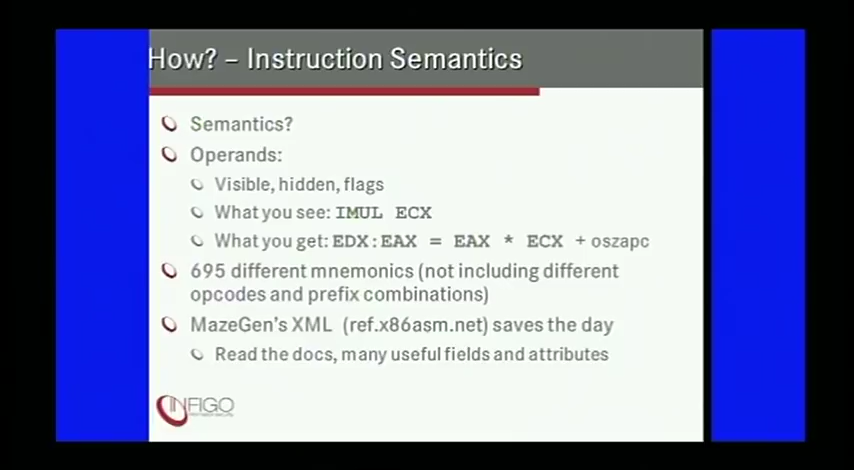 How? – Instruction Semantics
Semantics?
Operands:
Visible, hidden, flags
What you see: IMUL ECX
What you get: EDX:EAX = EAX * ECX + oszapc
695 different mnemonics (not including different
opcodes and prefix combinations)
MazeGen's XML (ref.x86asm.net) saves the day
Read the docs, many useful fields and attributes
INFIGO